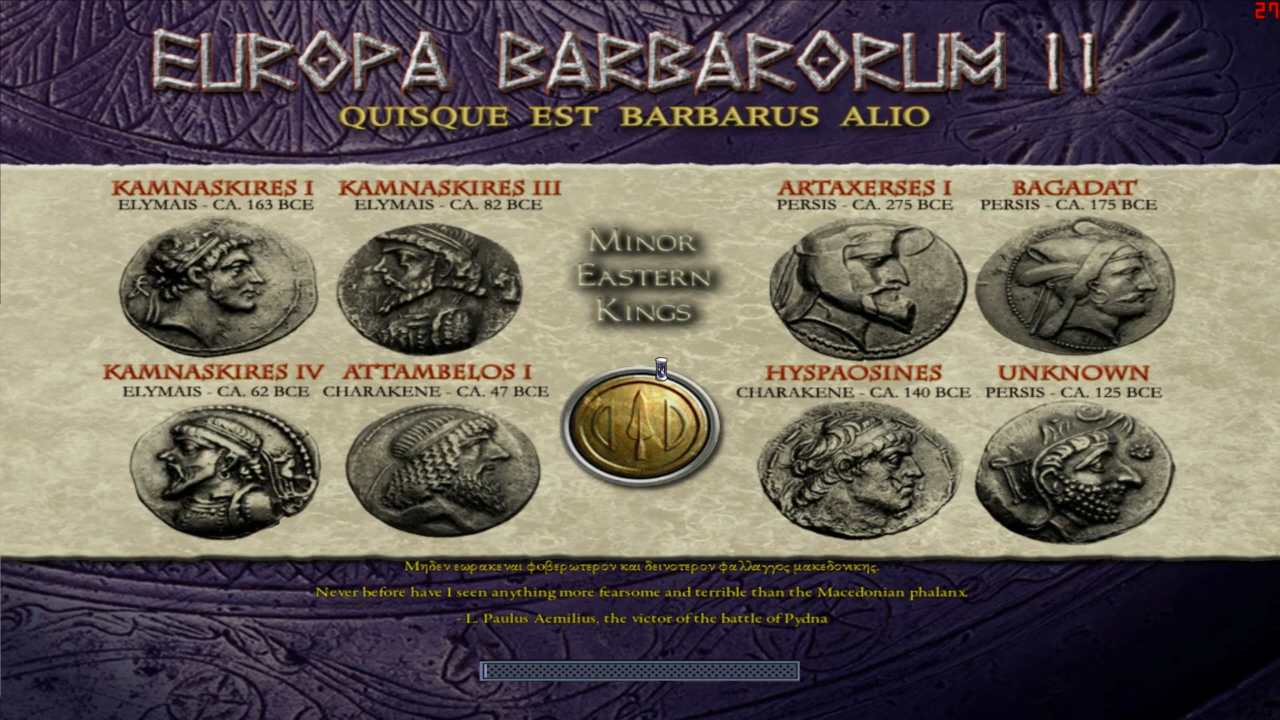 27
EUROPA BARBARORUM II
QUISQUE EST BARBARUS ALIO
KAMNASKIRES I
ELYMAIS - CA. 163 BCE
KAMNASKIRES III
ELYMAIS - CA. 82 BCE
MINOR
EASTERN
KINGS
ARTAXERSES I
PERSIS - CA. 275 BCE
BAGADAT
PERSIS - CA. 175 BCE
KAMNASKIRES IV
ELYMAIS - CA. 62 BCE
ATTAMBELOS I
CHARAKENE - CA. 47 BCE
HYSPAOSINES
CHARAKENE - CA. 140 BCE
UNKNOWN
PERSIS - CA. 125 BCE
Μηδεν εωρακεναι φοβερωτερον και δεινοτερον φαλλαγγος μακεδονικης.
Never before have I seen anything more fearsome and terrible than the Macedonian phalanx.
- L. Paulus Aemilius, the victor of the battle of Pydna